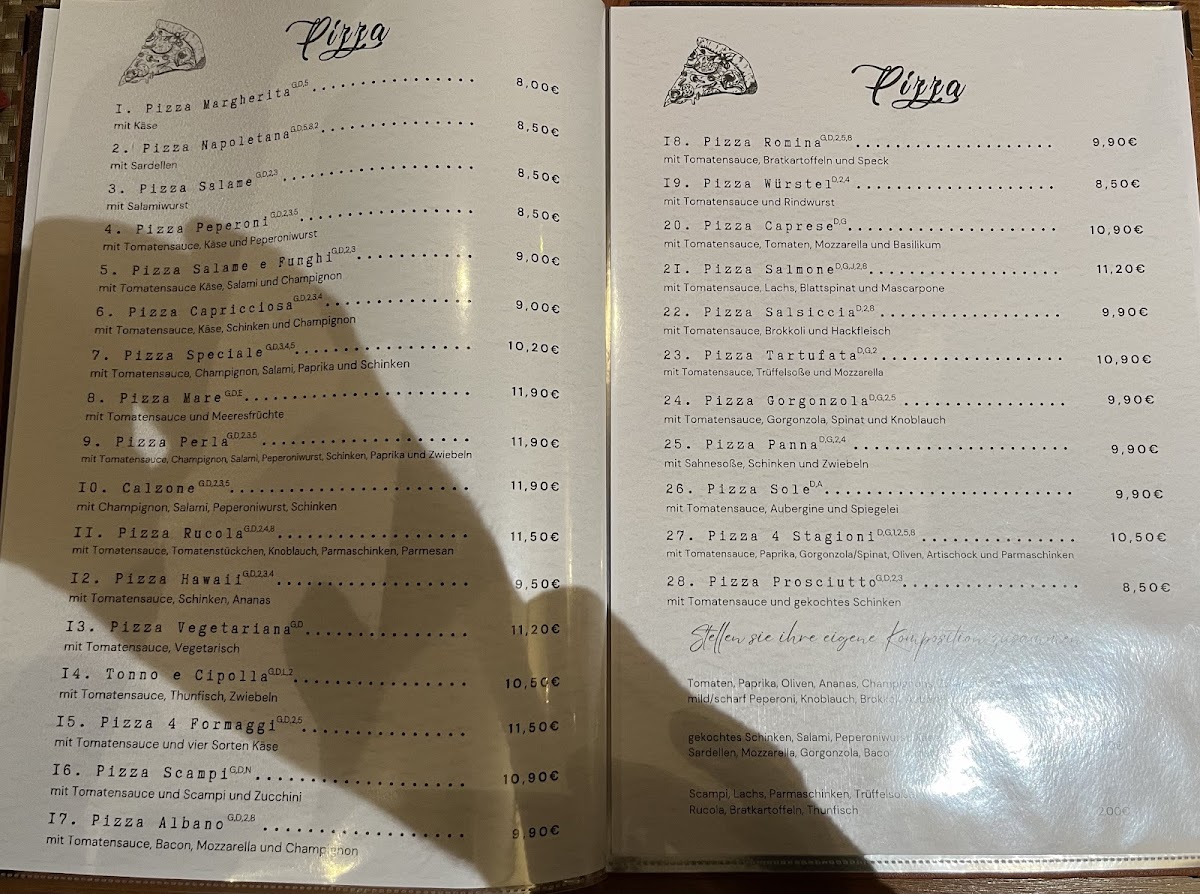 Pizza
1. Pizza Margherita G,D,5 ........ 8,00€
mit Käse
2. Pizza Napoletana G,D,5,8,2 ........ 8,50€
mit Sardellen
3. Pizza Salame G,D,2,3 ........ 8,50€
mit Salamiwurst
4. Pizza Peperoni G,D,2,3,5 ........ 8,50€
mit Tomatensauce, Käse und Peperoniwurst
5. Pizza Salame e Funghi G,D,2,3 ........ 9,00€
mit Tomatensauce Käse, Salami und Champignon
6. Pizza Capricciosa G,D,2,3,4 ........ 9,00€
mit Tomatensauce, Käse, Schinken und Champignon
7. Pizza Speciale G,D,3,4,5 ........ 10,20€
mit Tomatensauce, Champignon, Salami, Paprika und Schinken
8. Pizza Mare G,D,E ........ 11,90€
mit Tomatensauce und Meeresfrüchte
9. Pizza Perla G,D,2,3,5 ........ 11,90€
mit Tomatensauce, Champignon, Salami, Peperoniwurst, Schinken, Paprika und Zwiebeln
10. Calzone G,D,2,3,5 ........ 11,90€
mit Champignon, Salami, Peperoniwurst, Schinken
11. Pizza Rucola G,D,2,4,8 ........ 11,50€
mit Tomatensauce, Tomatenstückchen, Knoblauch, Parmaschinken, Parmesan
12. Pizza Hawaii G,D,2,3,4 ........ 9,50€
mit Tomatensauce, Schinken, Ananas
13. Pizza Vegetariana G,D ........ 11,20€
mit Tomatensauce, Vegetarisch
14. Tonno e Cipolla G,D,L,2 ........ 10,50€
mit Tomatensauce, Thunfisch, Zwiebeln
15. Pizza 4 Formaggi G,D,2,5 ........ 11,50€
mit Tomatensauce und vier Sorten Käse
16. Pizza Scampi G,D,N ........ 10,90€
mit Tomatensauce und Scampi und Zucchini
17. Pizza Albano G,D,2,8 ........ 9,90€
mit Tomatensauce, Bacon, Mozzarella und Champignon
Pizza
18. Pizza Romina G,D,2,5,8 ........ 9,90€
mit Tomatensauce, Bratkartoffeln und Speck
19. Pizza Würstel D,2,4 ........ 8,50€
mit Tomatensauce und Rindwurst
20. Pizza Caprese D,G ........ 10,90€
mit Tomatensauce, Tomaten, Mozzarella und Basilikum
21. Pizza Salmone D,G,J,2,8 ........ 11,20€
mit Tomatensauce, Lachs, Blattspinat und Mascarpone
22. Pizza Salsiccia D,2,8 ........ 9,90€
mit Tomatensauce, Brokkoli und Hackfleisch
23. Pizza Tartufata D,G,2 ........ 10,90€
mit Tomatensauce, Trüffelsoße und Mozzarella
24. Pizza Gorgonzola D,G,2,5 ........ 9,90€
mit Tomatensauce, Gorgonzola, Spinat und Knoblauch
25. Pizza Panna D,G,2,4 ........ 9,90€
mit Sahnesoße, Schinken und Zwiebeln
26. Pizza Sole D,A ........ 9,90€
mit Tomatensauce, Aubergine und Spiegelei
27. Pizza 4 Stagioni D,G,1,2,5,8 ........ 10,50€
mit Tomatensauce, Paprika, Gorgonzola/Spinat, Oliven, Artischock und Parmaschinken
28. Pizza Prosciutto G,D,2,3 ........ 8,50€
mit Tomatensauce und gekochtes Schinken
Stellen sie ihre eigene Komposition zusammen
Tomaten, Paprika, Oliven, Ananas,
mild/scharf Peperoni, Knoblauch,
gekochtes Schinken, Salami,
Sardellen, Mozzarella, Gorgonzola,
Scampi, Lachs, Parmaschinken, 2,00€
Rucola, Bratkartoffeln, Thunfisch